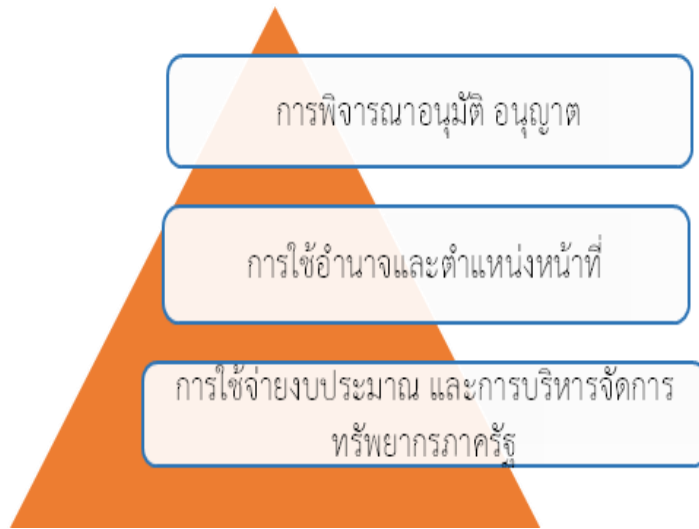 การพิจารณาอนุมัติ อนุญาต
การใช้อำนาจและตำแหน่งหน้าที่
การใช้จ่ายงบประมาณ และการบริหารจัดการ
ทรัพยากรภาครัฐ